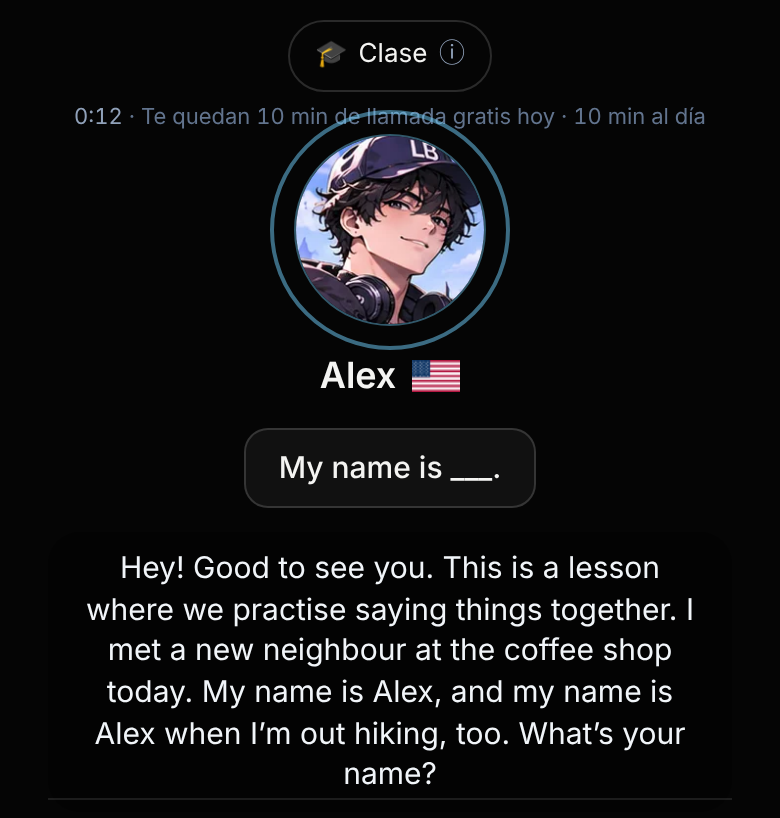 Clase
0:12 · Te quedan 10 min de llamada gratis hoy · 10 min al día
LB
Alex
My name is ___.
Hey! Good to see you. This is a lesson
where we practise saying things together. I
met a new neighbour at the coffee shop
today. My name is Alex, and my name is
Alex when I’m out hiking, too. What’s your
name?